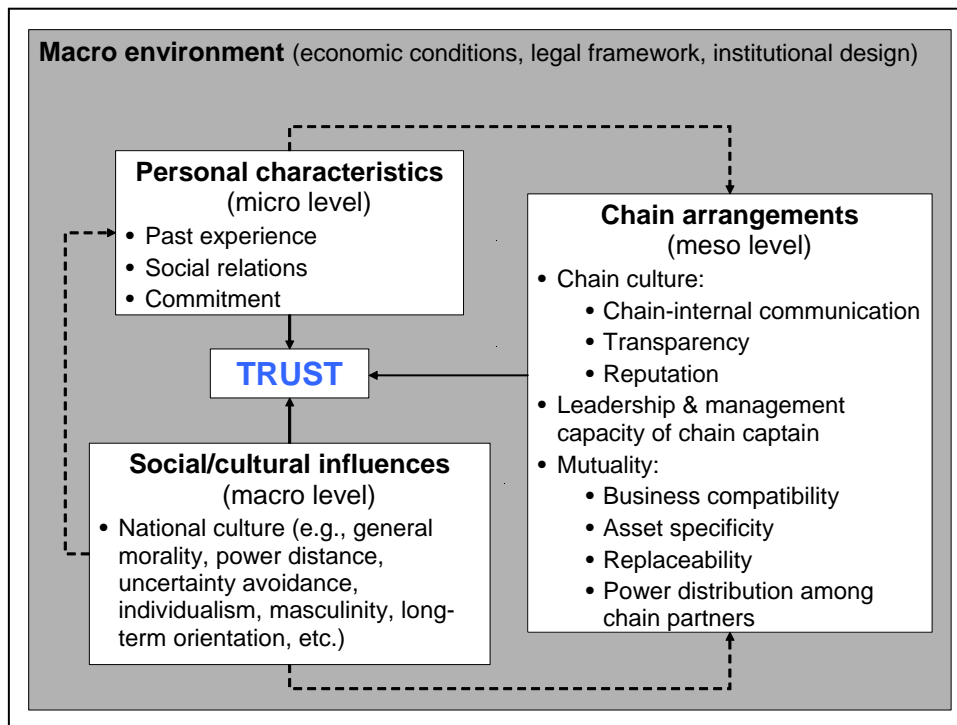 Macro environment (economic conditions, legal framework, institutional design)
Personal characteristics
(micro level)
• Past experience
• Social relations
• Commitment
TRUST
Social/cultural influences
(macro level)
• National culture (e.g., general
morality, power distance,
uncertainty avoidance,
individualism, masculinity, long-
term orientation, etc.)
Chain arrangements
(meso level)
• Chain culture:
• Chain-internal communication
• Transparency
• Reputation
• Leadership & management
capacity of chain captain
• Mutuality:
• Business compatibility
• Asset specificity
• Replaceability
• Power distribution among
chain partners